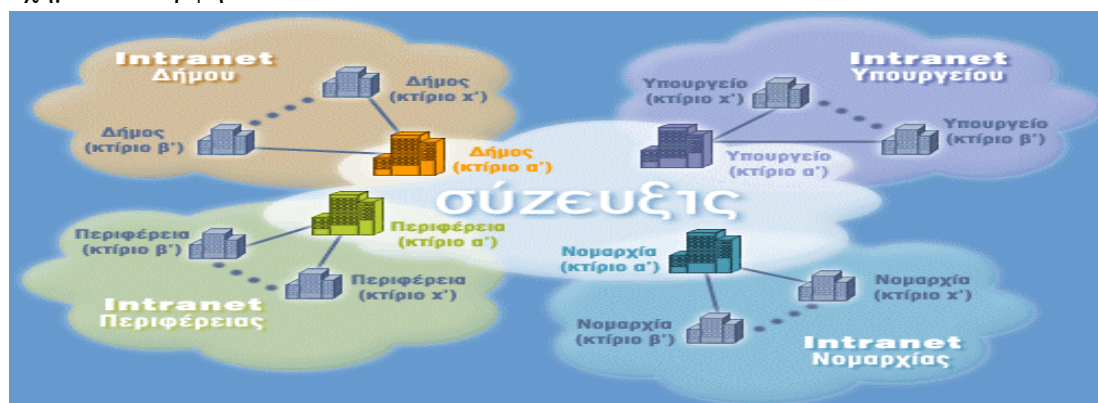 Intranet
Δήμου
Δήμος
(κτίριο χ')
Δήμος
(κτίριο β')
Δήμος
(κτίριο α')
Υπουργείο
(κτίριο χ')
Intranet
Υπουργείου
Υπουργείο
(κτίριο β')
Υπουργείο
(κτίριο α')
σύzευξις
Περιφέρεια
(κτίριο β')
Περιφέρεια
(κτίριο α')
Περιφέρεια
(κτίριο χ')
Intranet
Περιφέρειας
Νομαρχία
(κτίριο α')
Νομαρχία
(κτίριο χ')
Νομαρχία
(κτίριο β')
Intranet
Νομαρχίας